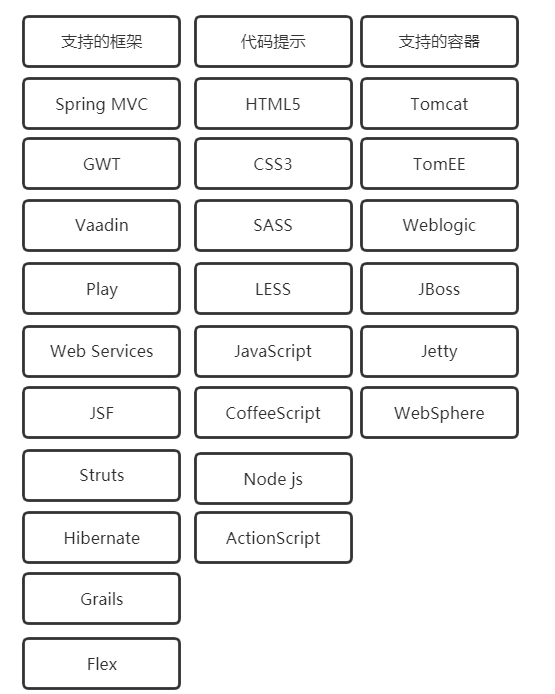 支持的框架
代码提示
支持的容器
Spring MVC
HTML5
Tomcat
GWT
CSS3
TomEE
Vaadin
SASS
Weblogic
Play
LESS
JBoss
Web Services
JavaScript
Jetty
JSF
CoffeeScript
WebSphere
Struts
Node js
Hibernate
ActionScript
Grails
Flex